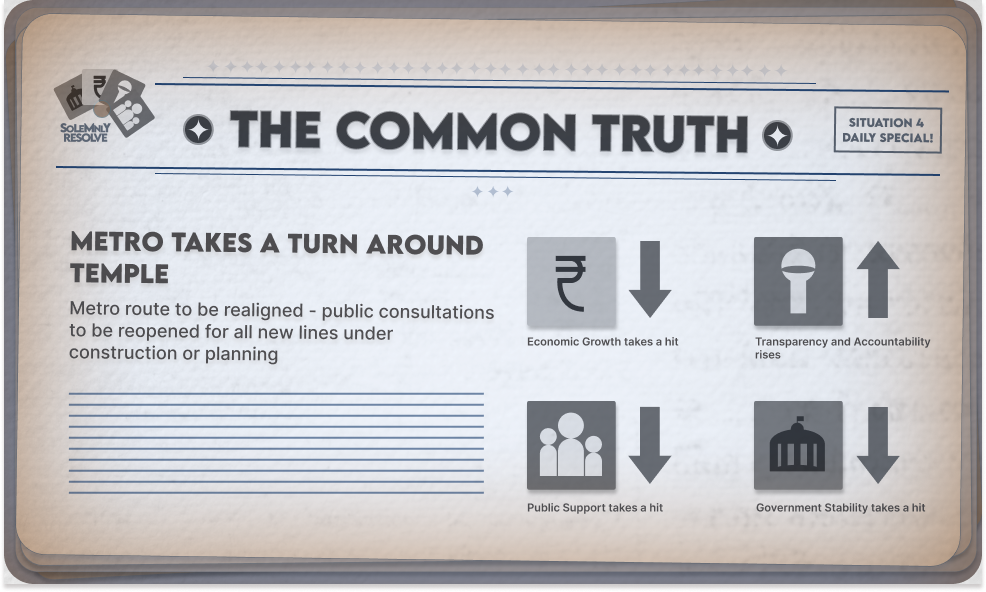 SOLEMNLY
RESOLVE
THE COMMON TRUTH
SITUATION 4
DAILY SPECIAL!
METRO TAKES A TURN AROUND
TEMPLE
Metro route to be realigned - public consultations
to be reopened for all new lines under
construction or planning
₹
Economic Growth takes a hit
Transparency and Accountability
rises
Public Support takes a hit
Government Stability takes a hit